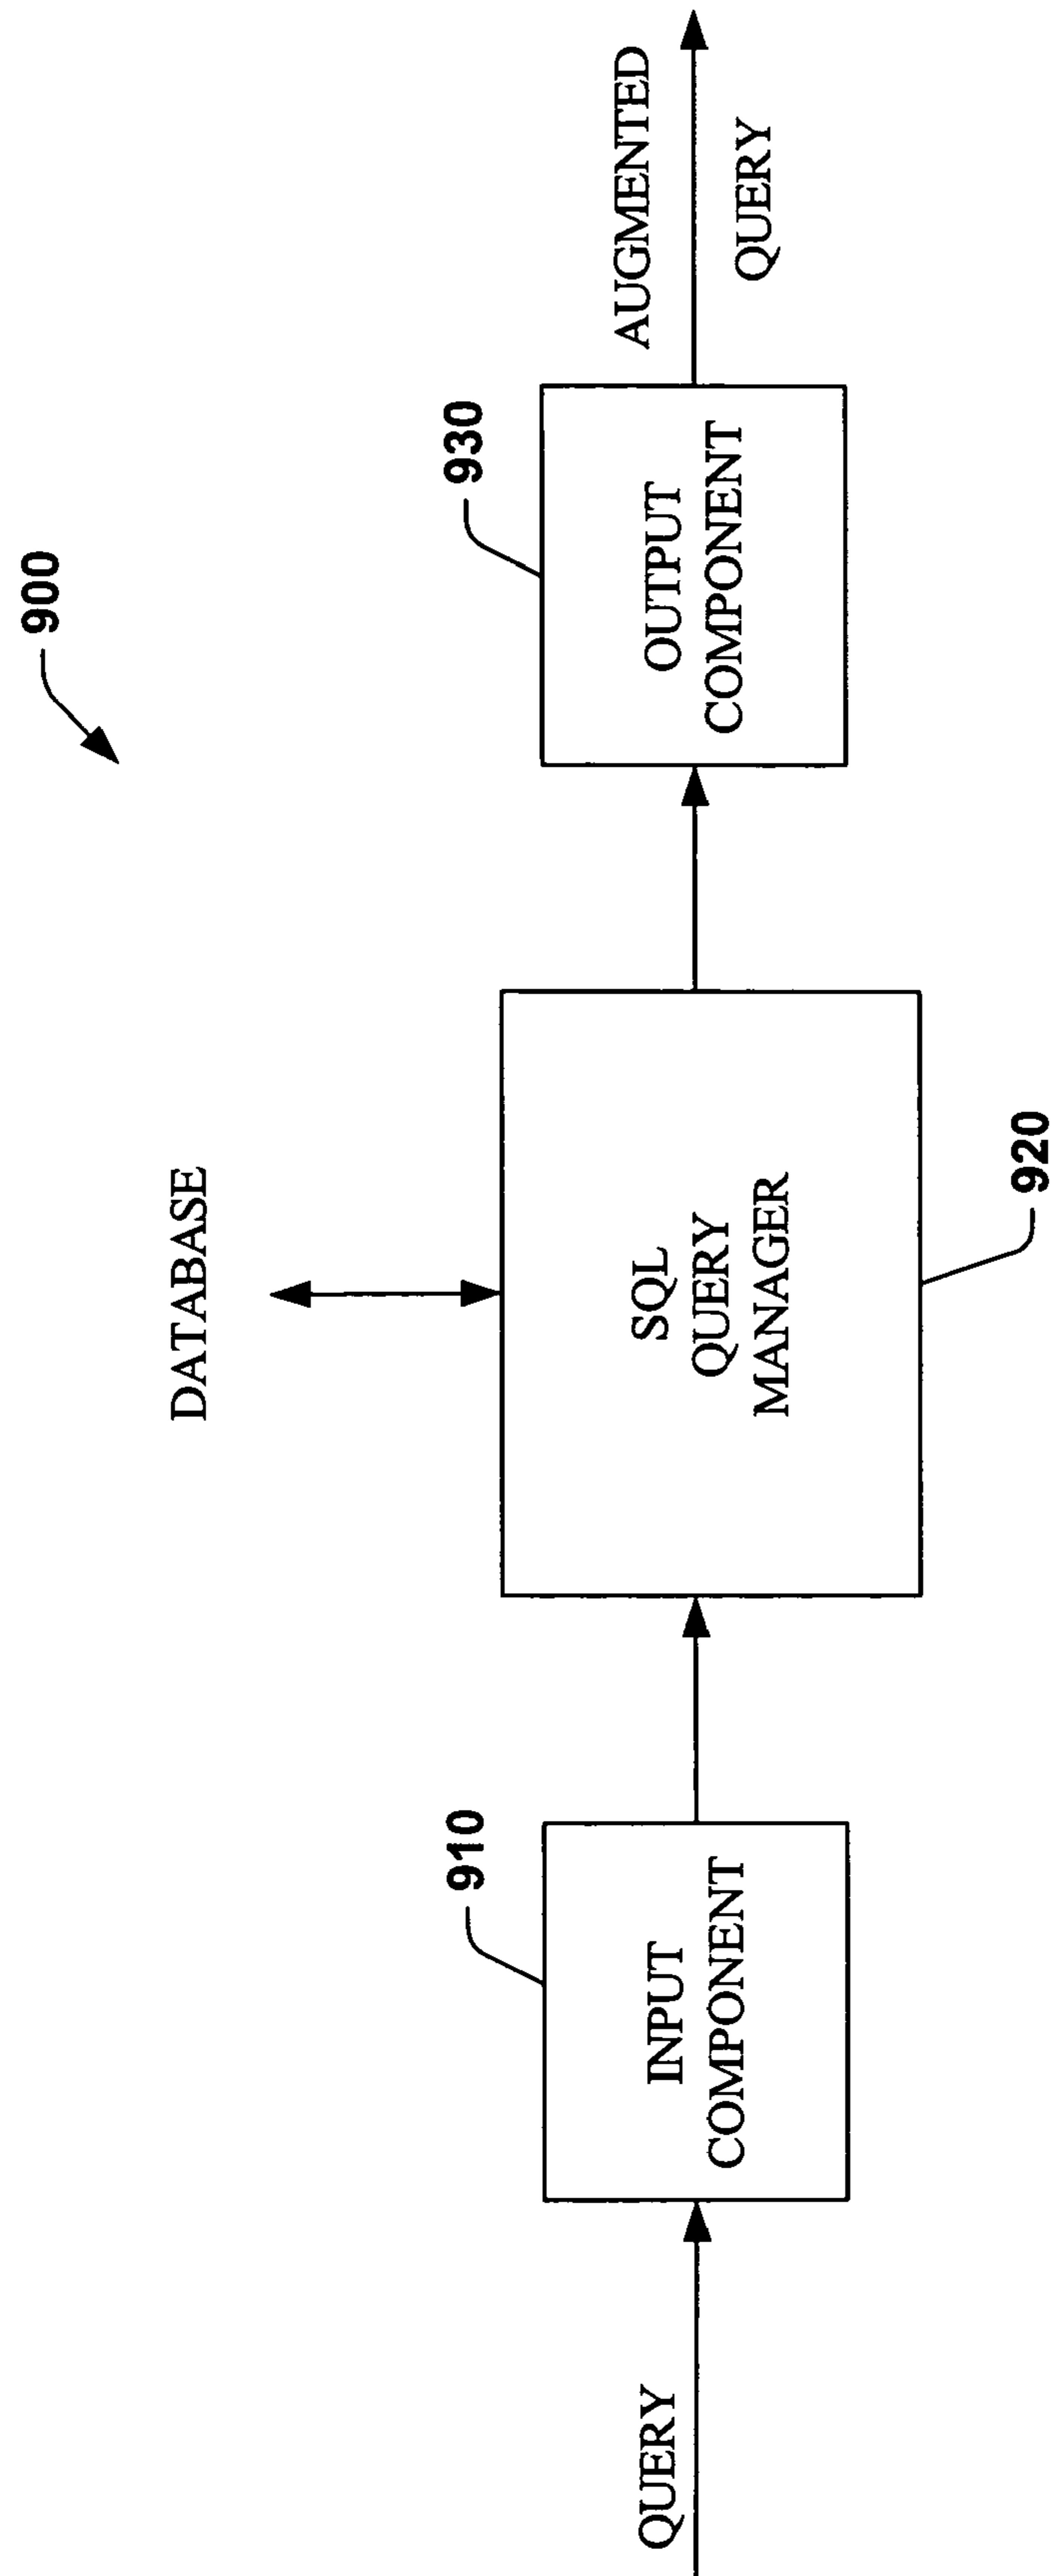 900
DATABASE
910
930
QUERY
INPUT
COMPONENT
SQL
QUERY
MANAGER
OUTPUT
COMPONENT
AUGMENTED
QUERY
920